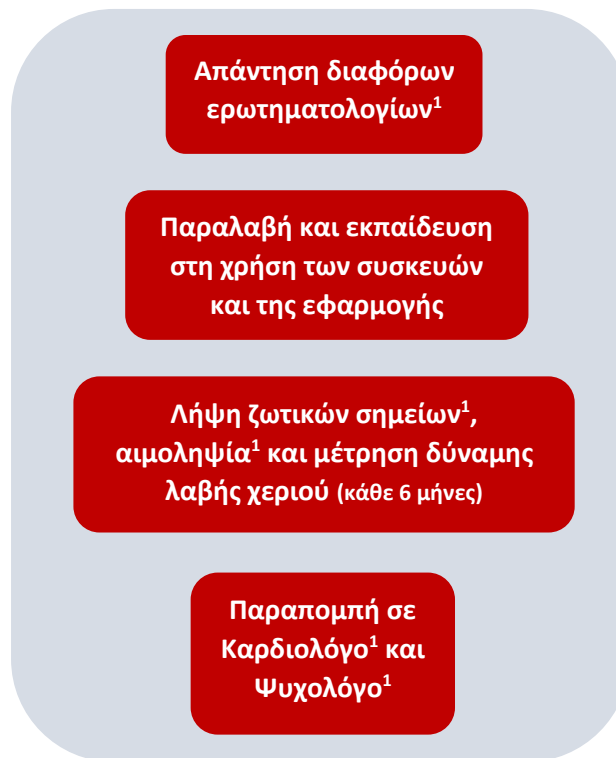 Απάντηση διαφόρων
ερωτηματολογίων¹
Παραλαβή και εκπαίδευση
στη χρήση των συσκευών
και της εφαρμογής
Λήψη ζωτικών σημείων¹,
αιμοληψία¹ και μέτρηση δύναμης
λαβής χεριού (κάθε 6 μήνες)
Παραπομπή σε
Καρδιολόγο¹ και
Ψυχολόγο¹